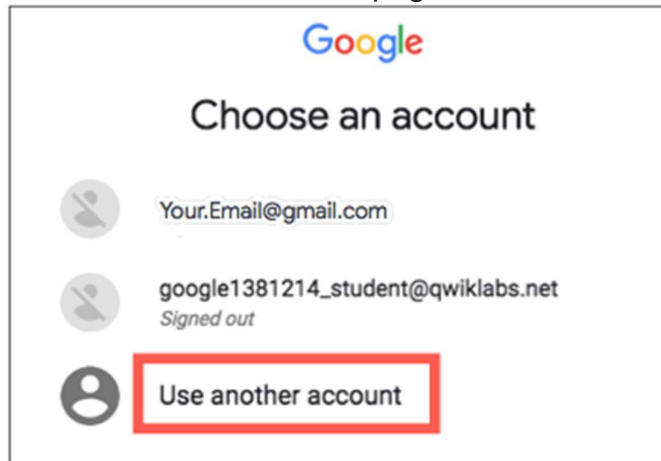 Google
Choose an account
Your.Email@gmail.com
google1381214_student@qwiklabs.net
Signed out
Use another account